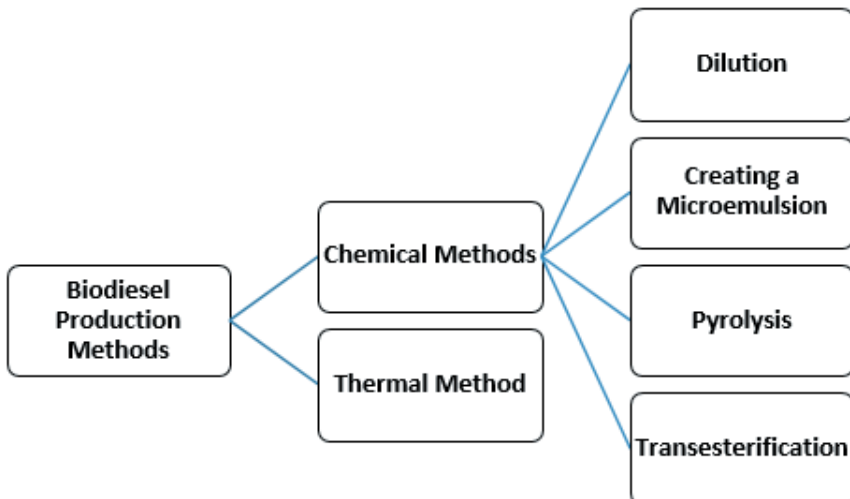 Biodiesel
Production
Methods
Chemical Methods
Thermal Method
Dilution
Creating a
Microemulsion
Pyrolysis
Transesterification